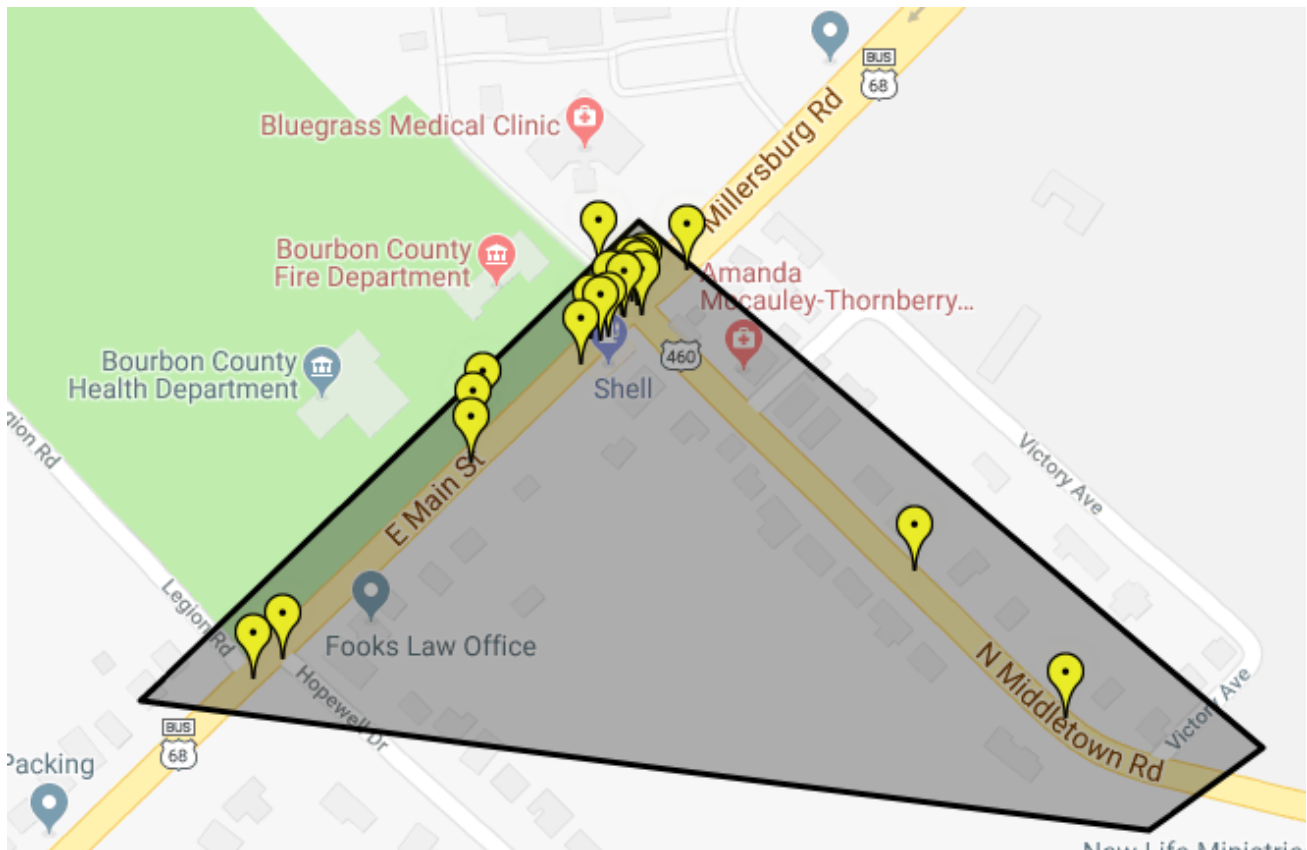 BUS
68
Millersburg Rd
Bluegrass Medical Clinic
Bourbon County
Fire Department
Amanda
Mccauley-Thornberry...
460
Bourbon County
Health Department
Shell
Victory Ave
E Main St
Legion Rd
Fooks Law Office
N Middletown Rd
Victory Ave
Hopewell Dr
BUS
68
Packing